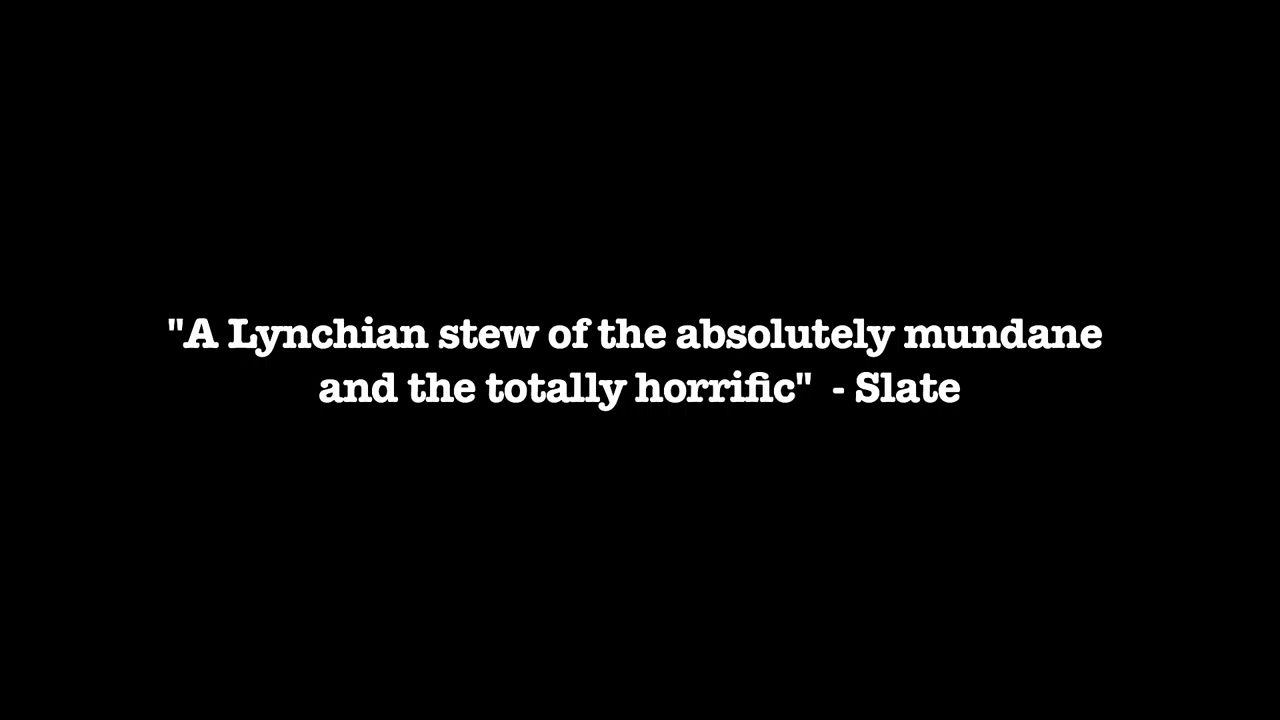 "A Lynchian stew of the absolutely mundane
and the totally horrific"  - Slate